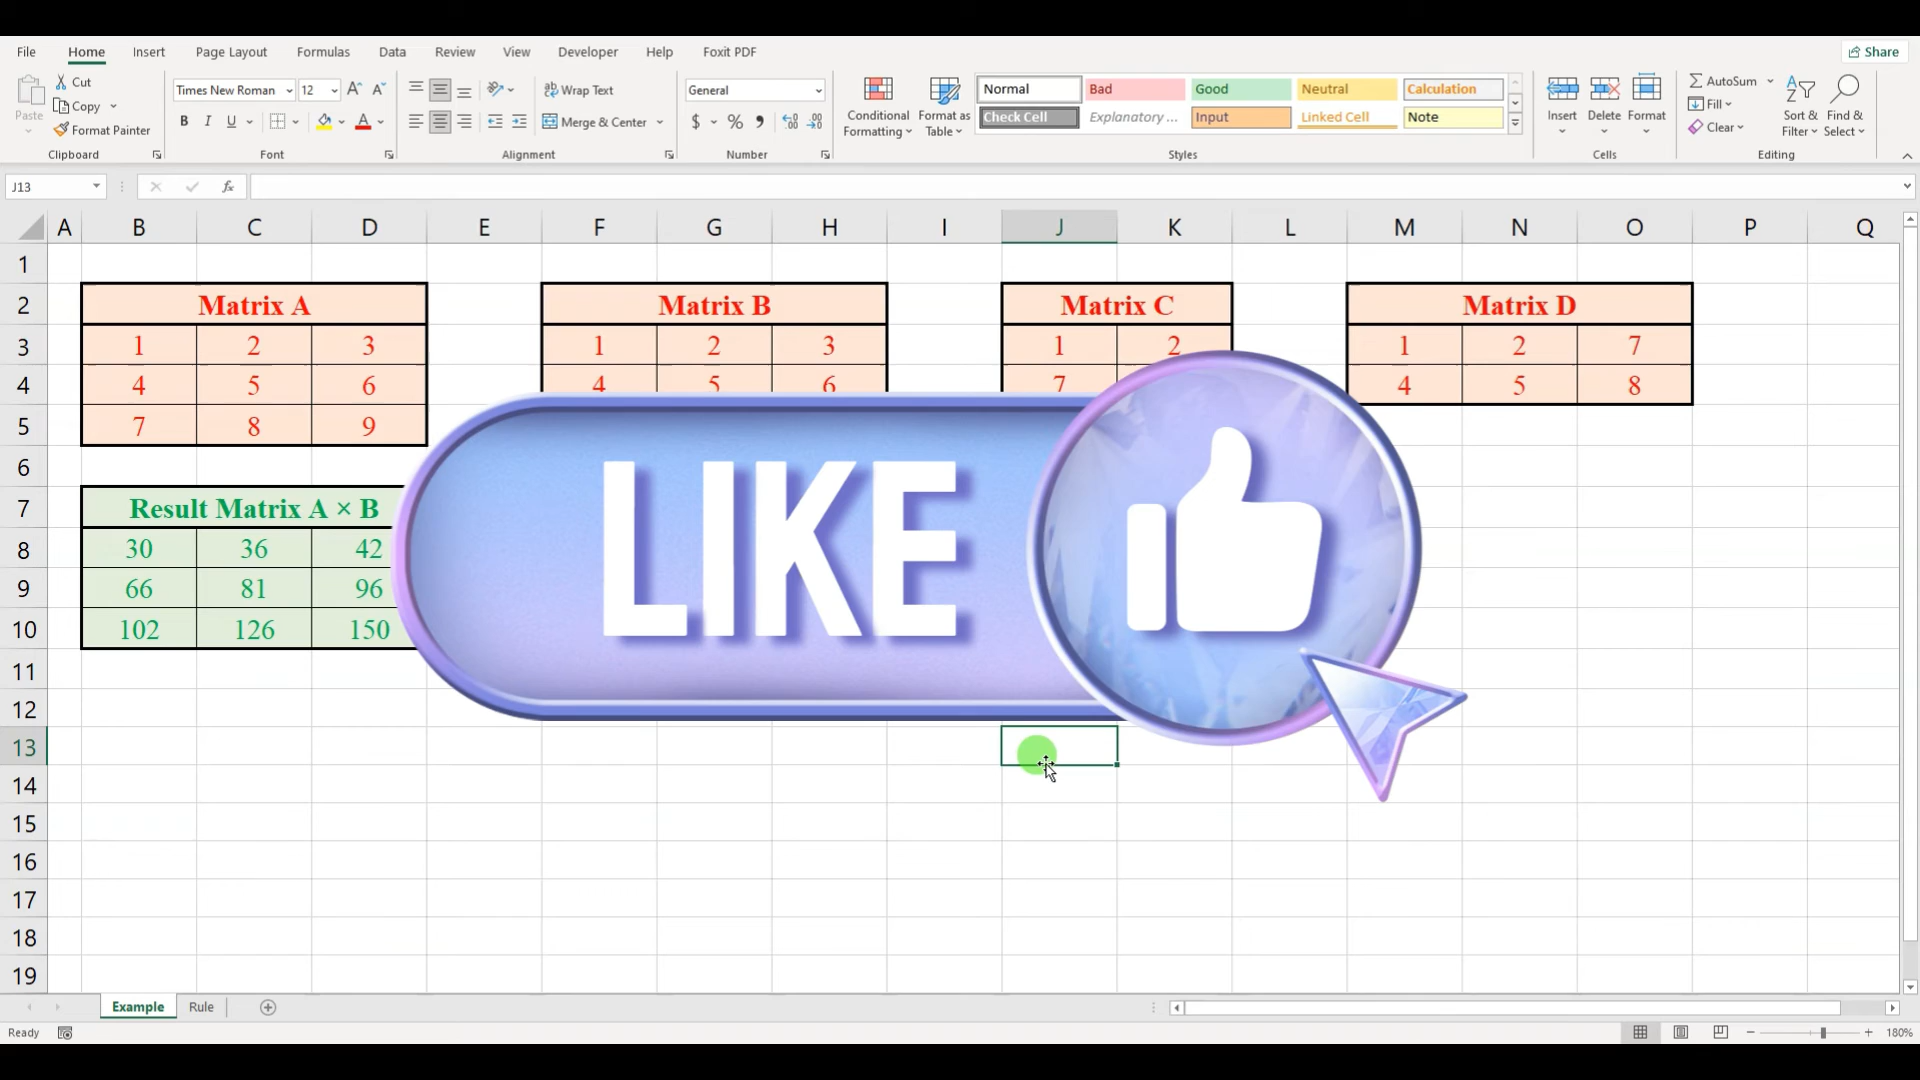 File Home Insert Page Layout Formulas Data Review View Developer Help Foxit PDF Share
Paste Cut Copy Format Painter Clipboard
Times New Roman 12 B I U A Font
Wrap Text Merge & Center Alignment
General $ % Number
Conditional Formatting Format as Table
Normal Bad Good Neutral Calculation
Check Cell Explanatory ... Input Linked Cell Note
Styles
Insert Delete Format Cells
AutoSum Fill Clear Sort & Filter Find & Select Editing
J13 fx
A B C D E F G H I J K L M N O P Q
1
2 Matrix A Matrix B Matrix C Matrix D
3 1 2 3 1 2 3 1 2 1 2 7
4 4 5 6 4 5 6 7 4 5 8
5 7 8 9
6
7 Result Matrix A × B
8 30 36 42
9 66 81 96
10 102 126 150
LIKE
11
12
13
14
15
16
17
18
19
Example Rule
Ready 180%